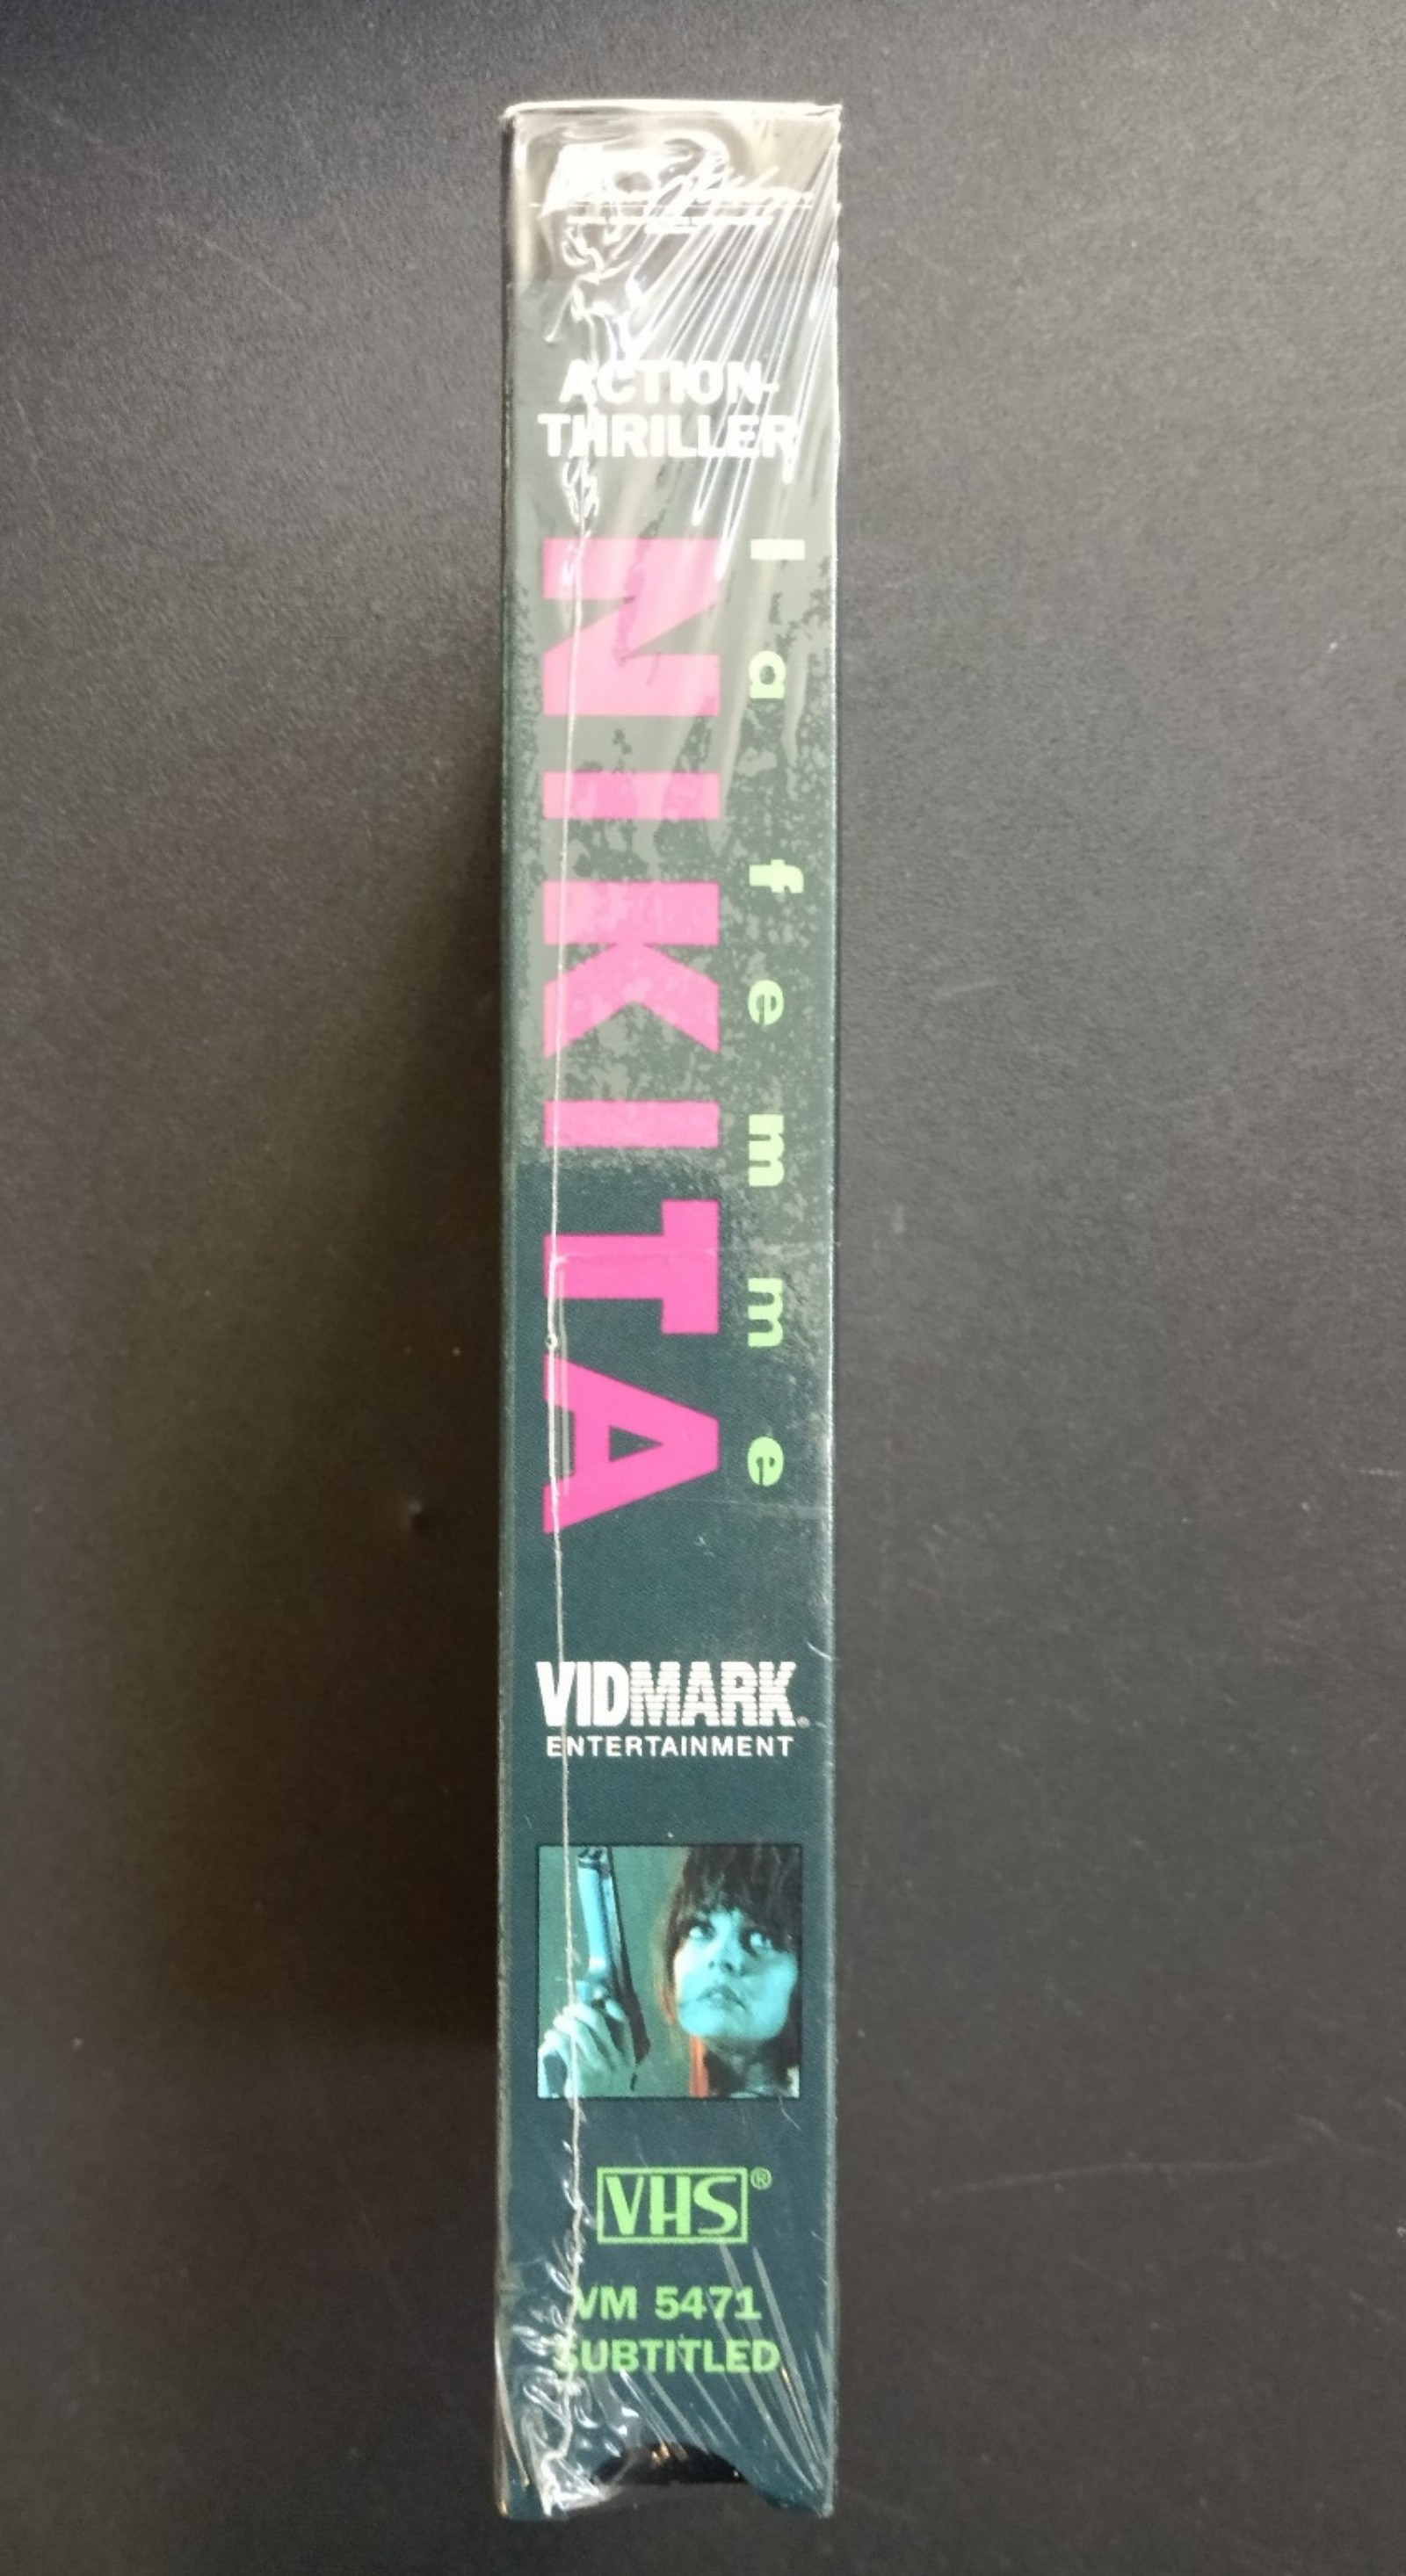 ACTION-
THRILLER
la femme
NIKITA
VIDMARK®
ENTERTAINMENT
VHS®
VM 5471
SUBTITLED